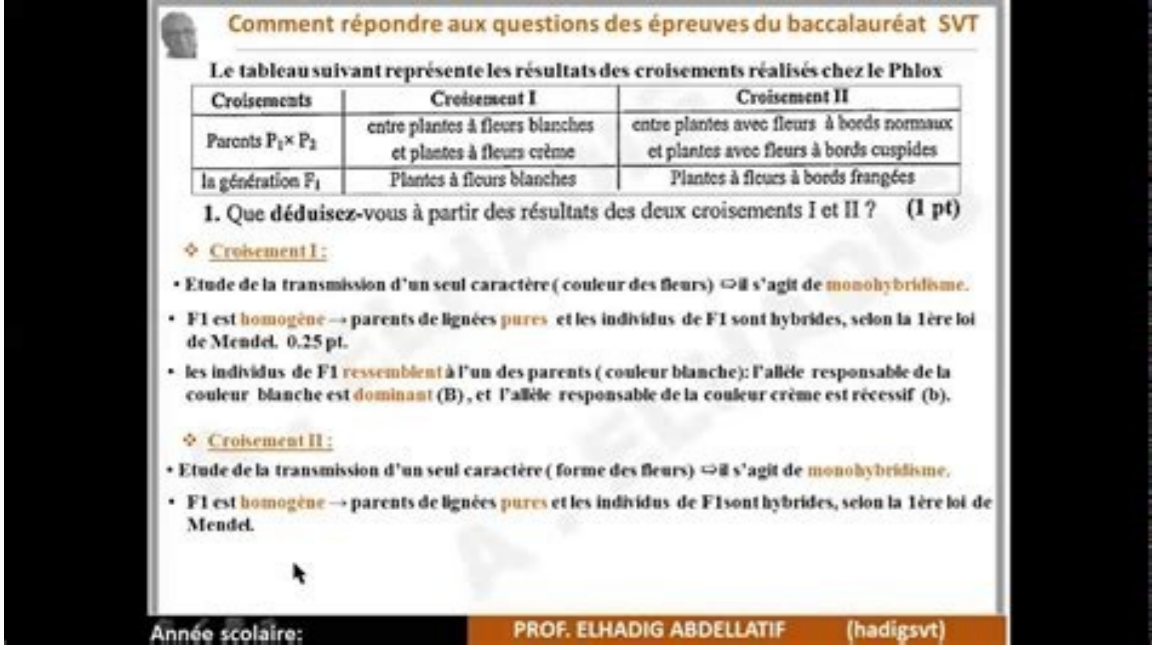 Comment répondre aux questions des épreuves du baccalauréat SVT
Le tableau suivant représente les résultats des croisements réalisés chez le Phlox
Croisements Croisement I Croisement II
Parents P₁× P₂ entre plantes à fleurs blanches et plantes à fleurs crème entre plantes avec fleurs à bords normaux et plantes avec fleurs à bords cuspides
la génération F₁ Plantes à fleurs blanches Plantes à fleurs à bords frangées
1. Que déduisez-vous à partir des résultats des deux croisements I et II ? (1 pt)
❖ Croisement I :
• Etude de la transmission d'un seul caractère ( couleur des fleurs) ⇨il s'agit de monohybridisme.
• F1 est homogène → parents de lignées pures et les individus de F1 sont hybrides, selon la 1ère loi
de Mendel. 0.25 pt.
• les individus de F1 ressemblent à l'un des parents ( couleur blanche): l'allèle responsable de la
couleur blanche est dominant (B) , et l'allèle responsable de la couleur crème est récessif (b).
❖ Croisement II :
• Etude de la transmission d'un seul caractère ( forme des fleurs) ⇨il s'agit de monohybridisme.
• F1 est homogène → parents de lignées pures et les individus de F1sont hybrides, selon la 1ère loi de
Mendel.
A . ELHADIG
Année scolaire:
PROF. ELHADIG ABDELLATIF (hadigsvt)